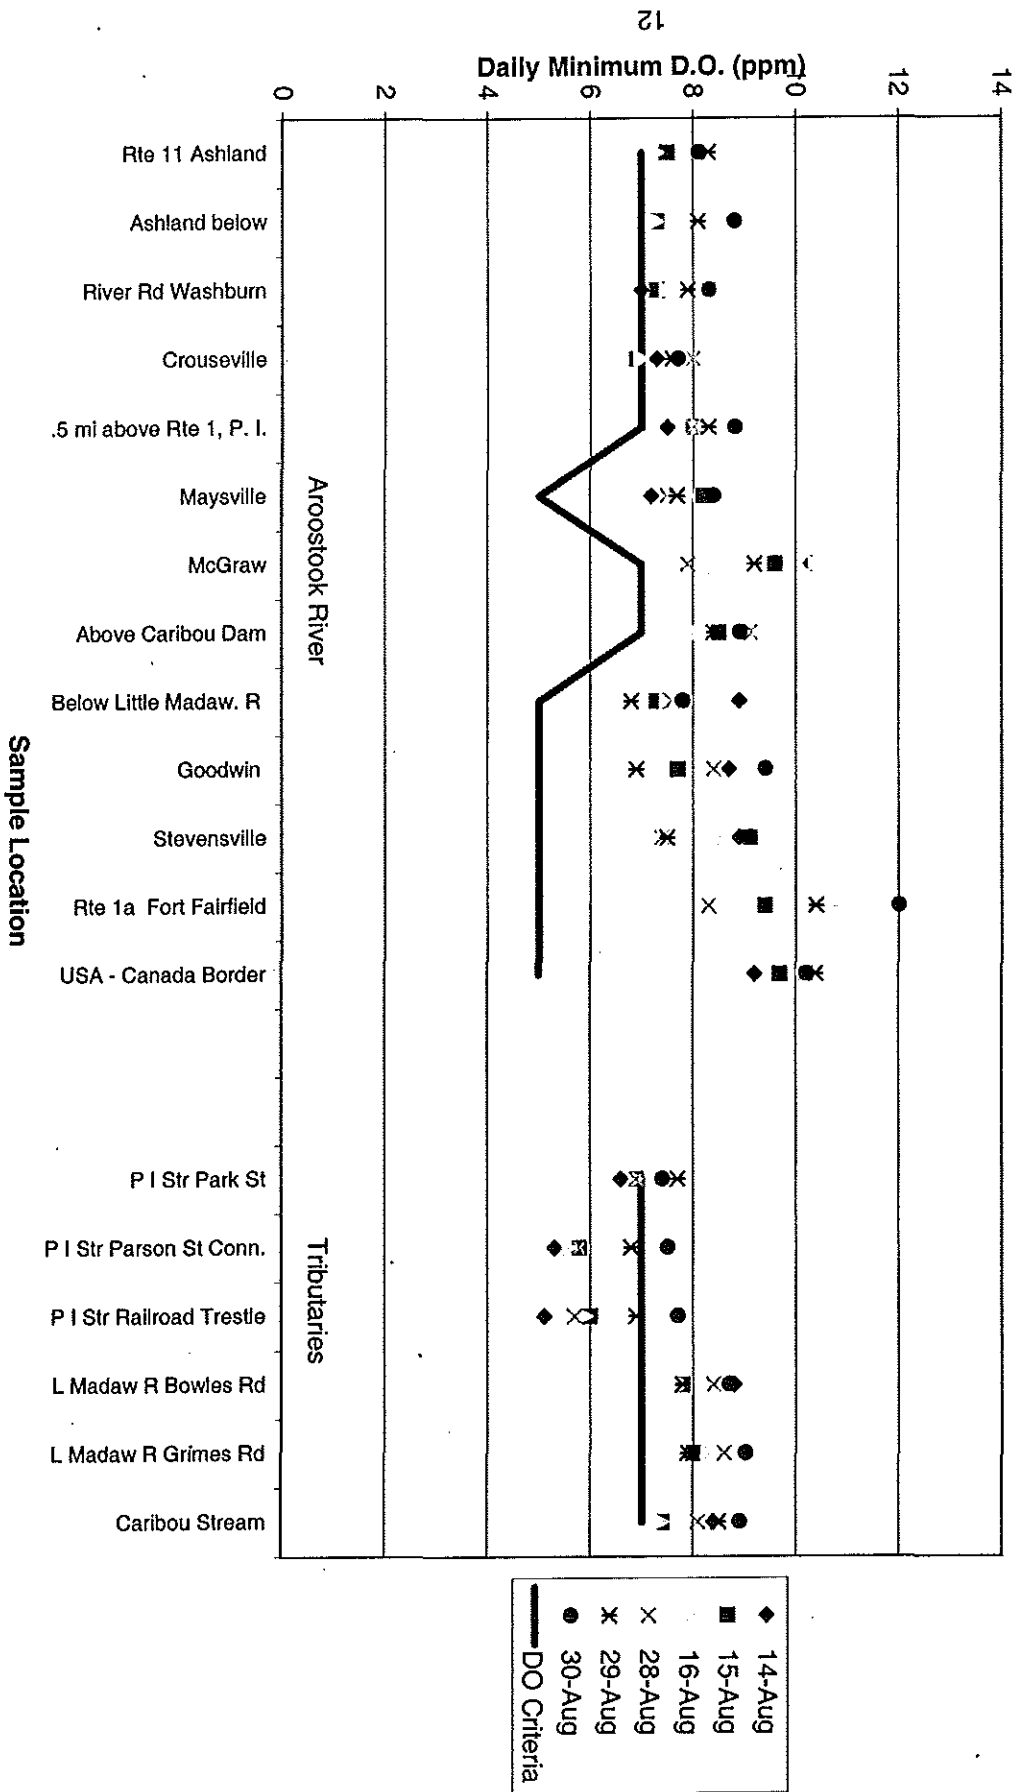 12
Daily Minimum D.O. (ppm)
0
2
4
6
8
10
12
14
Rte 11 Ashland
Ashland below
River Rd Washburn
Crouseville
.5 mi above Rte 1, P. I.
Maysville
McGraw
Above Caribou Dam
Below Little Madaw. R
Goodwin
Stevensville
Rte 1a Fort Fairfield
USA - Canada Border
P I Str Park St
P I Str Parson St Conn.
P I Str Railroad Trestle
L Madaw R Bowles Rd
L Madaw R Grimes Rd
Caribou Stream
Aroostook River
Tributaries
Sample Location
14-Aug
15-Aug
16-Aug
28-Aug
29-Aug
30-Aug
DO Criteria